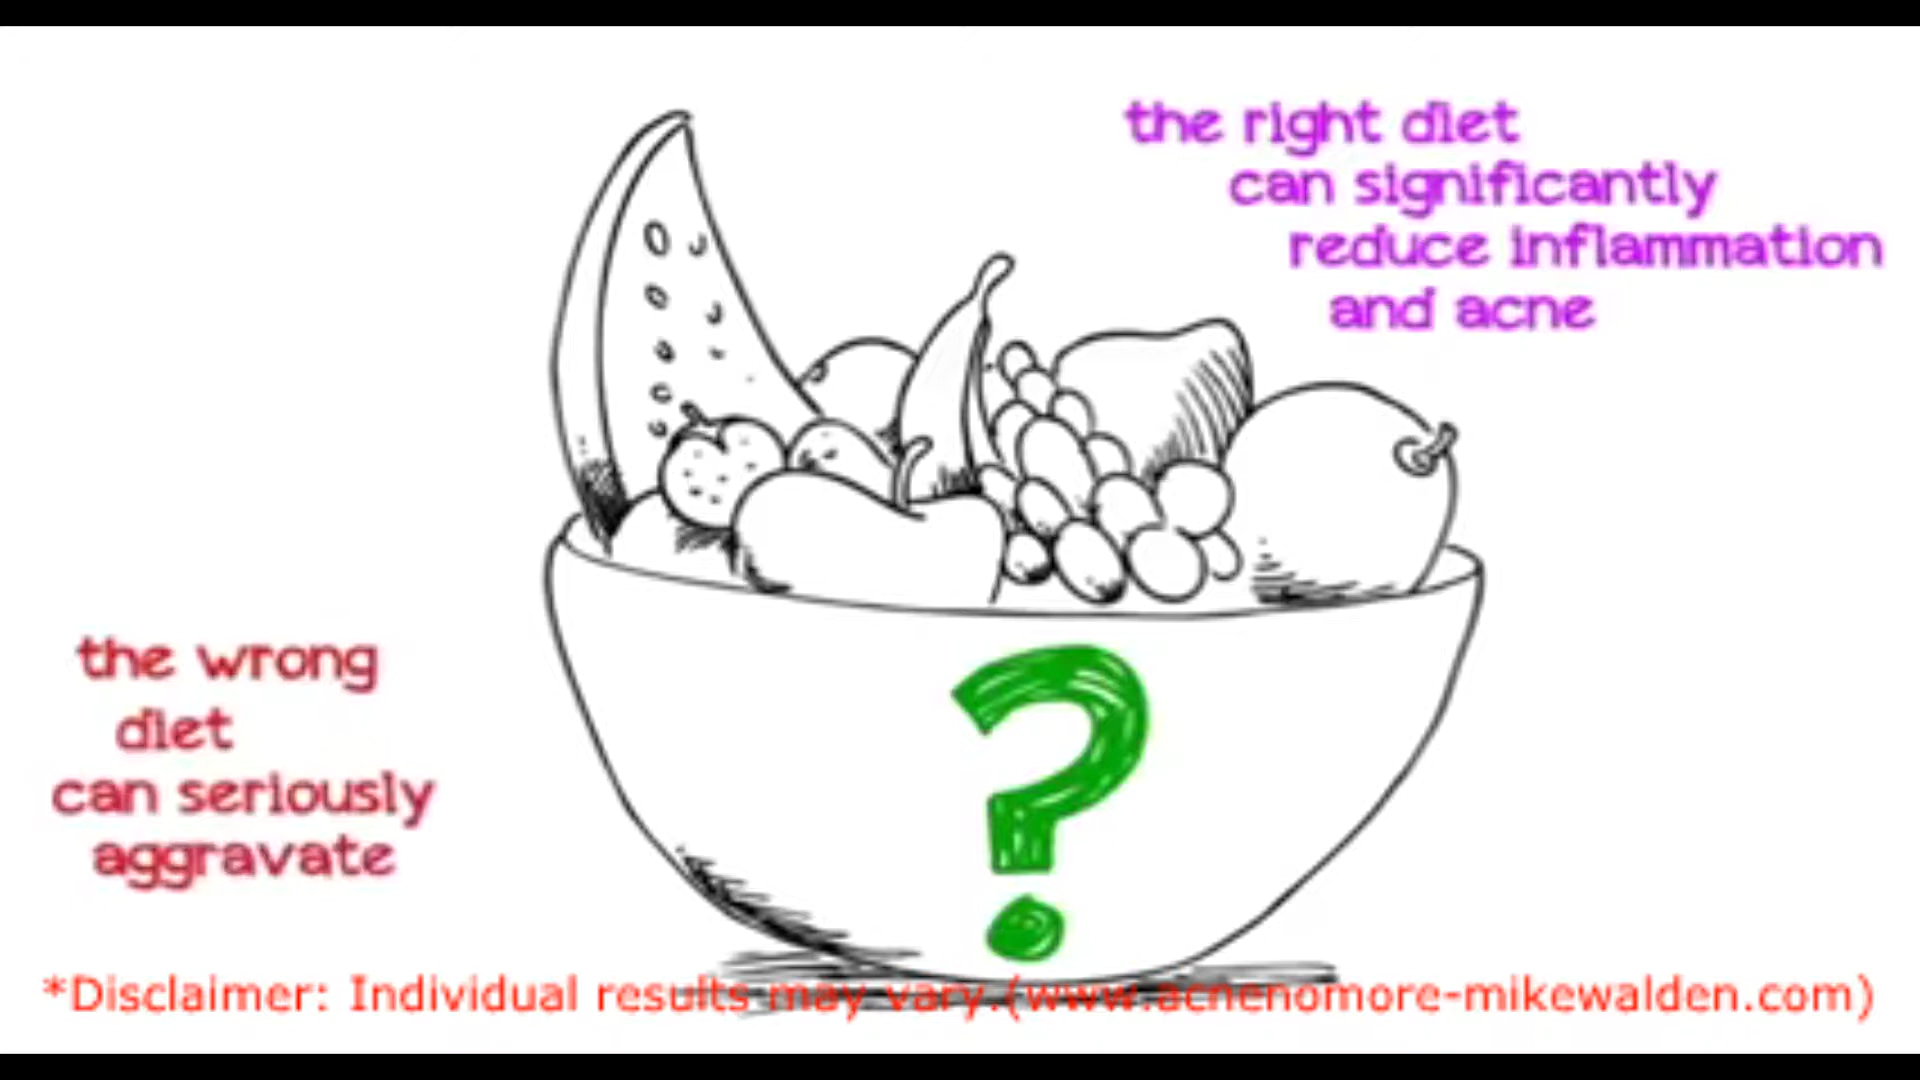 the right diet
can significantly
reduce inflammation
and acne
the wrong
diet
can seriously
aggravate
?
*Disclaimer: Individual results may vary.(www.acnenomore-mikewalden.com)